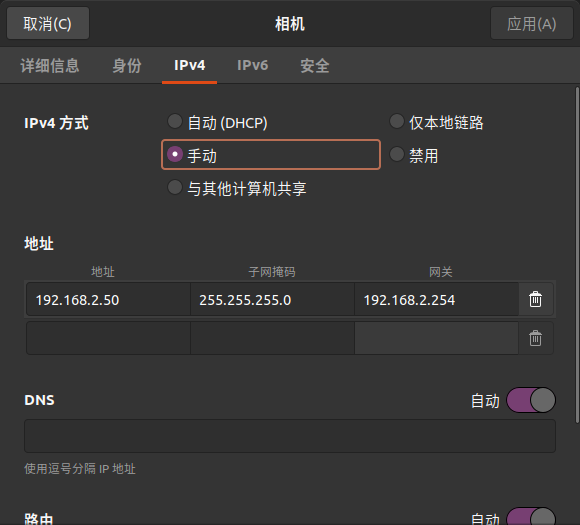 取消(C) 相机 应用(A)
详细信息 身份 IPv4 IPv6 安全
IPv4 方式 自动 (DHCP) 仅本地链路
手动 禁用
与其他计算机共享
地址
地址 子网掩码 网关
192.168.2.50 255.255.255.0 192.168.2.254
DNS 自动
使用逗号分隔 IP 地址
路由 自动